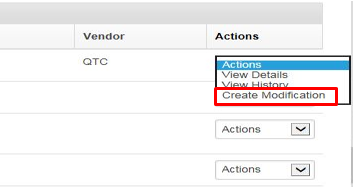 Vendor Actions
QTC Actions
View Details
View History
Create Modification
Actions
Actions